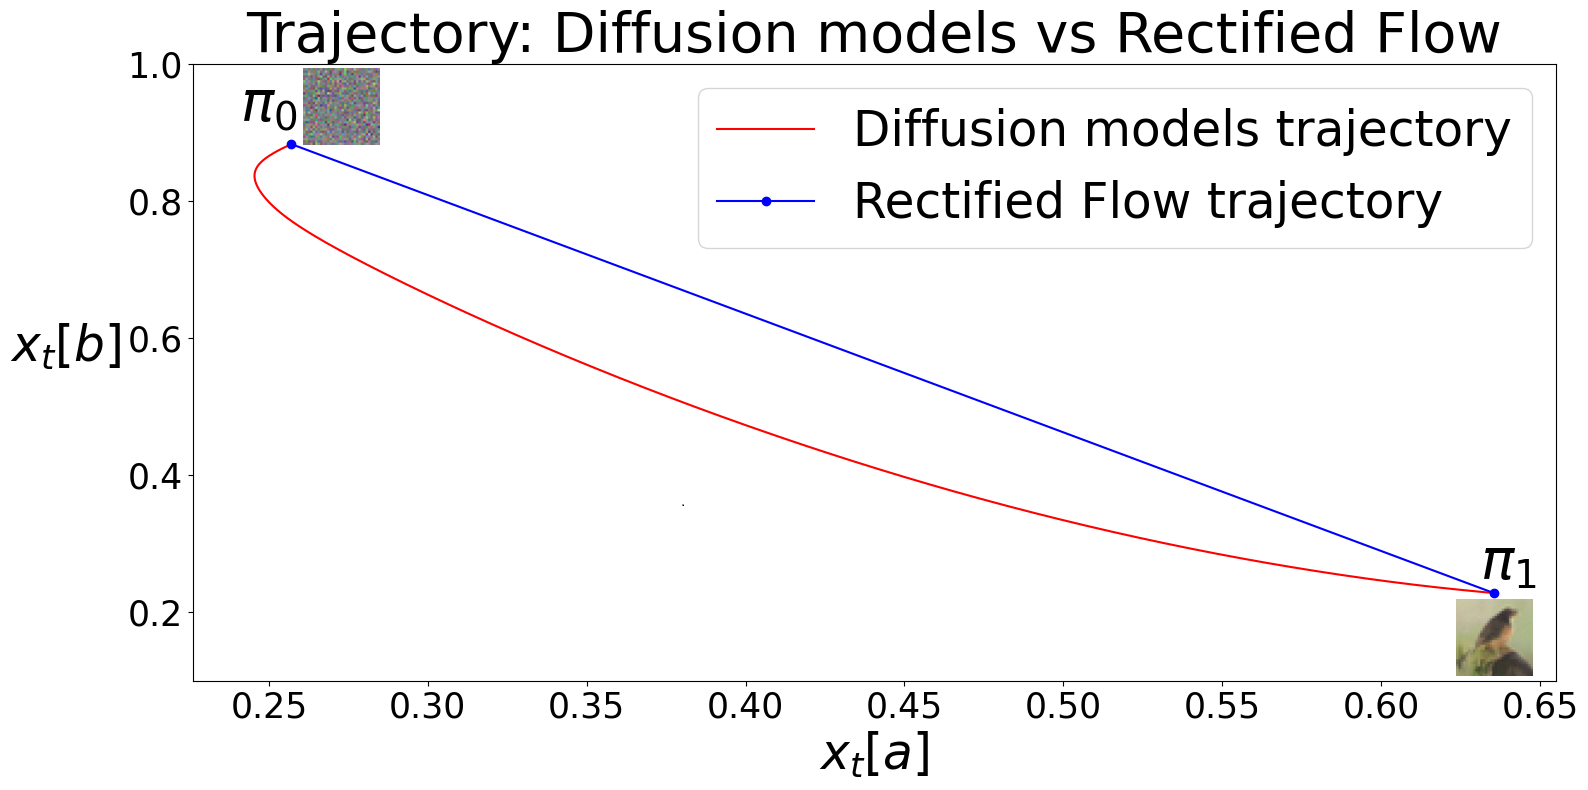 Trajectory: Diffusion models vs Rectified Flow
1.0
π₀
Diffusion models trajectory
Rectified Flow trajectory
0.8
xₜ[b]
0.6
0.4
π₁
0.2
0.25 0.30 0.35 0.40 0.45 0.50 0.55 0.60 0.65
xₜ[a]